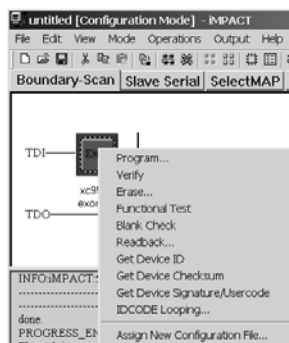 untitled [Configuration Mode] - iMPACT
File Edit View Mode Operations Output Help
Boundary-Scan Slave Serial SelectMAP
TDI
TDO
Program...
Verify
Erase...
Functional Test
Blank Check
Readback...
Get Device ID
Get Device Checksum
Get Device Signature/Usercode
IDCODE Looping...
Assign New Configuration File...
INFO:iMPACT:
done.